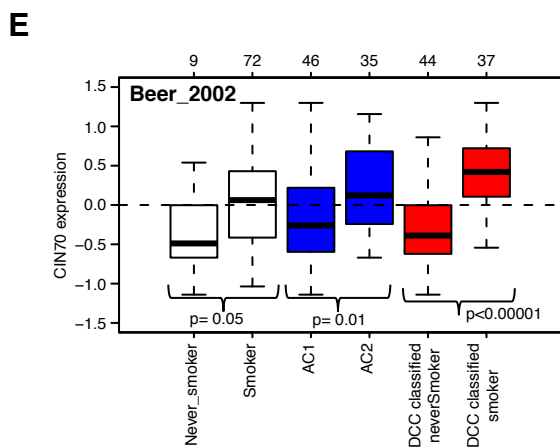 E
9 72 46 35 44 37
Beer_2002
1.5
1.0
0.5
0.0
−0.5
−1.0
−1.5
CIN70 expression
p= 0.05
p= 0.01
p<0.00001
Never_smoker
Smoker
AC1
AC2
DCC classified
neverSmoker
DCC classified
smoker